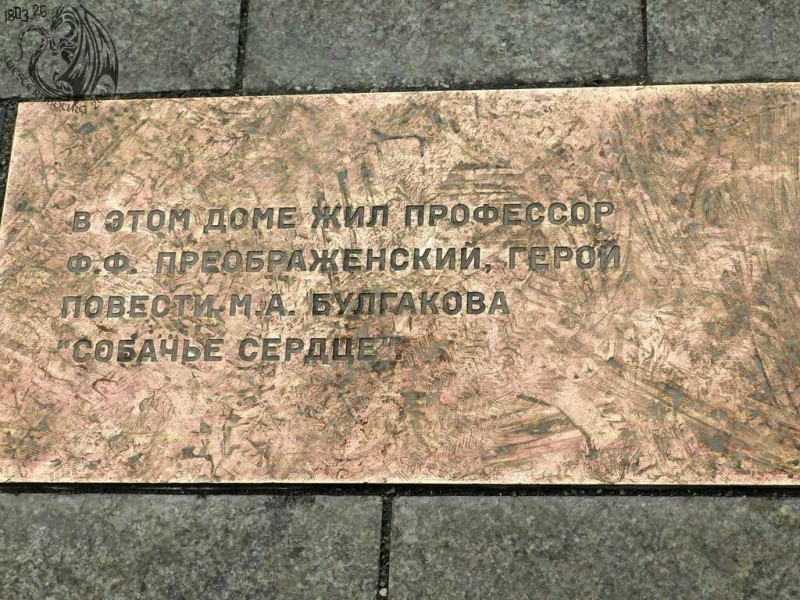 В ЭТОМ ДОМЕ ЖИЛ ПРОФЕССОР
Ф.Ф. ПРЕОБРАЖЕНСКИЙ, ГЕРОЙ
ПОВЕСТИ М.А. БУЛГАКОВА
"СОБАЧЬЕ СЕРДЦЕ".